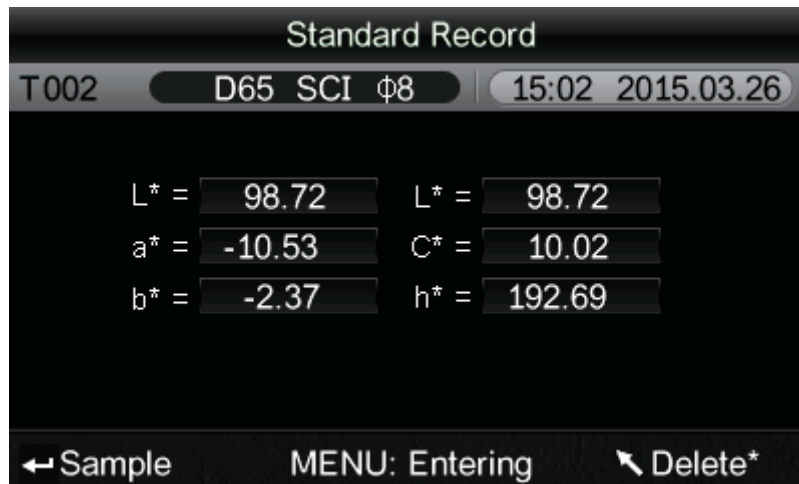 Standard Record
T002 D65 SCI Φ8 15:02 2015.03.26
L* = 98.72 L* = 98.72
a* = -10.53 C* = 10.02
b* = -2.37 h* = 192.69
Sample MENU: Entering Delete*